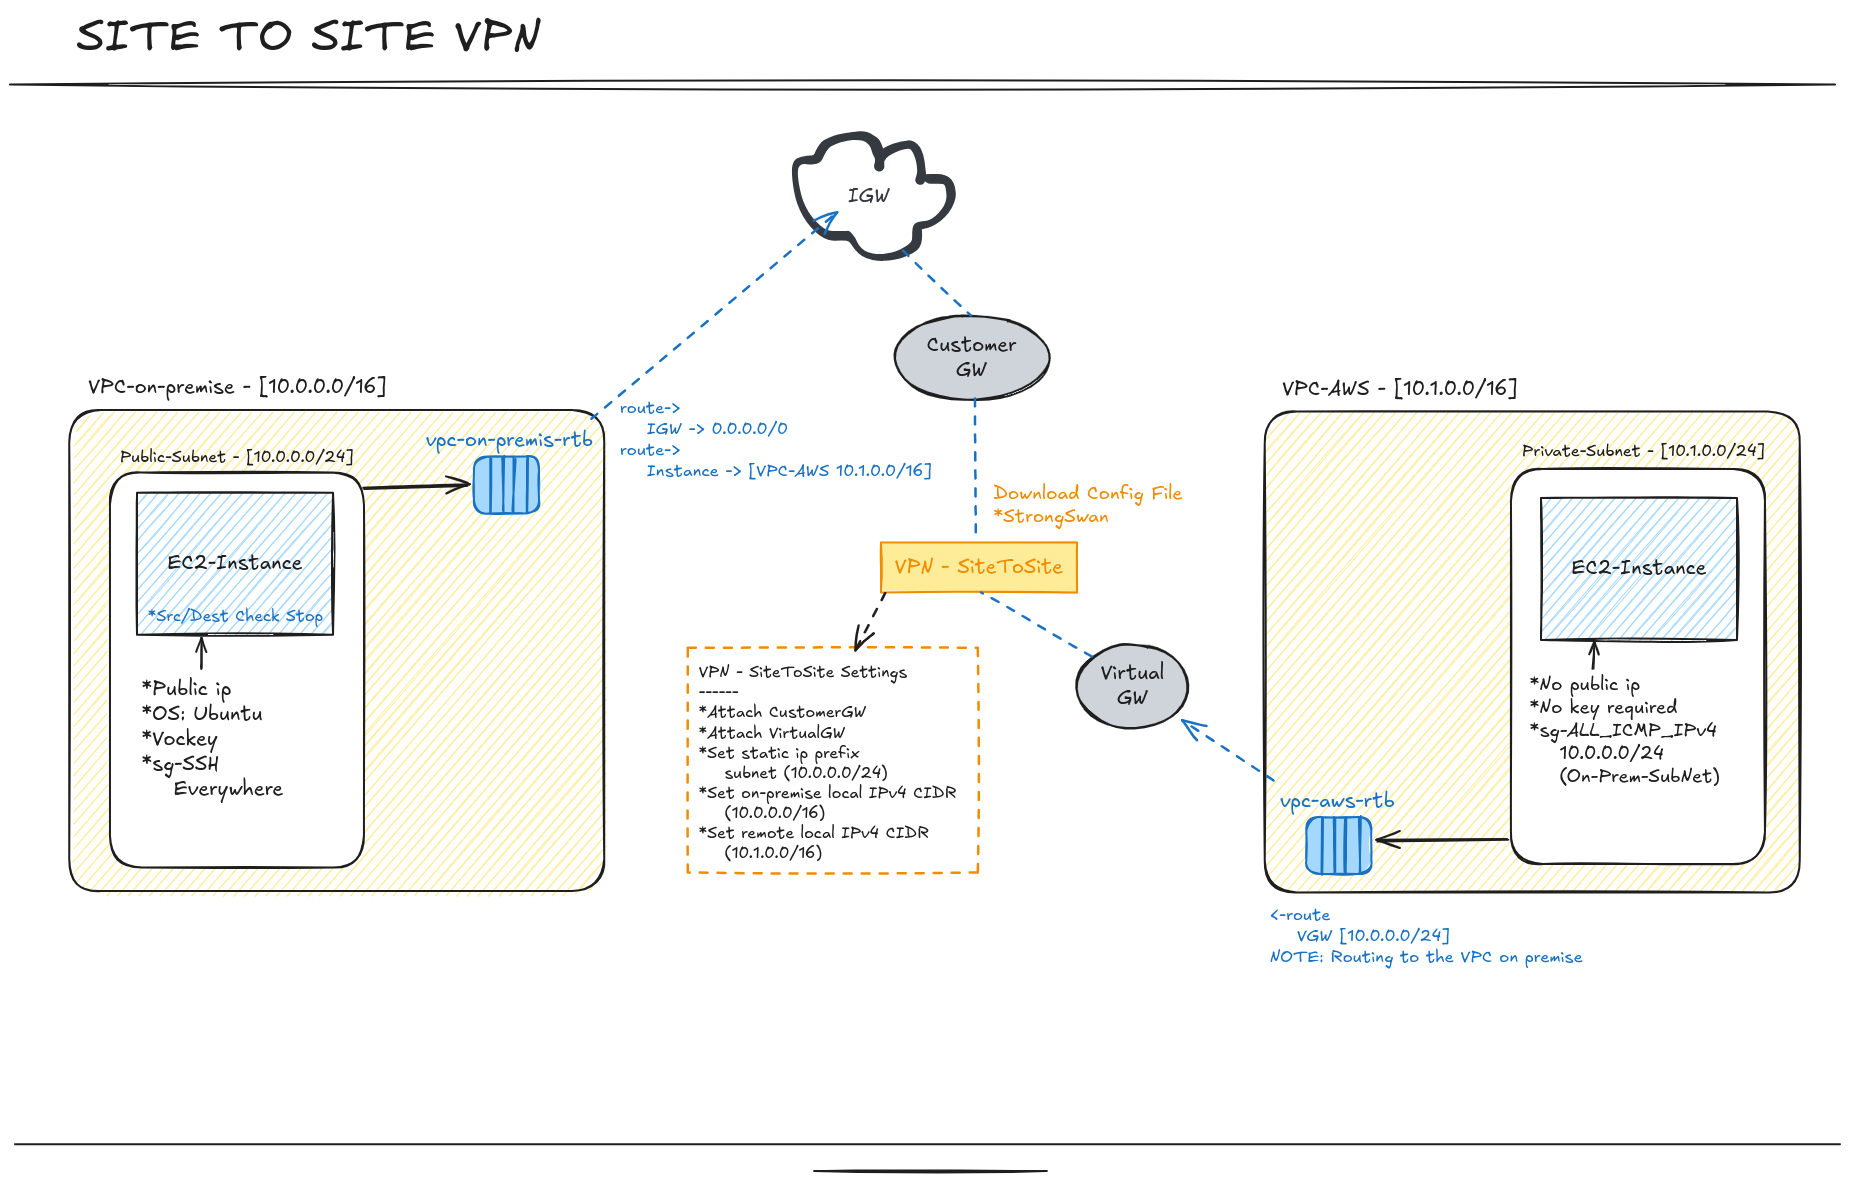 SITE TO SITE VPN
IGW
Customer
GW
VPC-on-premise - [10.0.0.0/16]
vpc-on-premis-rtb
Public-Subnet - [10.0.0.0/24]
EC2-Instance
*Src/Dest Check Stop
*Public ip
*OS: Ubuntu
*Vockey
*sg-SSH
Everywhere
route->
IGW -> 0.0.0.0/0
route->
Instance -> [VPC-AWS 10.1.0.0/16]
Download Config File
*StrongSwan
VPN - SiteToSite
VPN - SiteToSite Settings
------
*Attach CustomerGW
*Attach VirtualGW
*Set static ip prefix
subnet (10.0.0.0/24)
*Set on-premise local IPv4 CIDR
(10.0.0.0/16)
*Set remote local IPv4 CIDR
(10.1.0.0/16)
Virtual
GW
VPC-AWS - [10.1.0.0/16]
Private-Subnet - [10.1.0.0/24]
EC2-Instance
*No public ip
*No key required
*sg-ALL_ICMP_IPv4
10.0.0.0/24
(On-Prem-SubNet)
vpc-aws-rtb
<-route
VGW [10.0.0.0/24]
NOTE: Routing to the VPC on premise